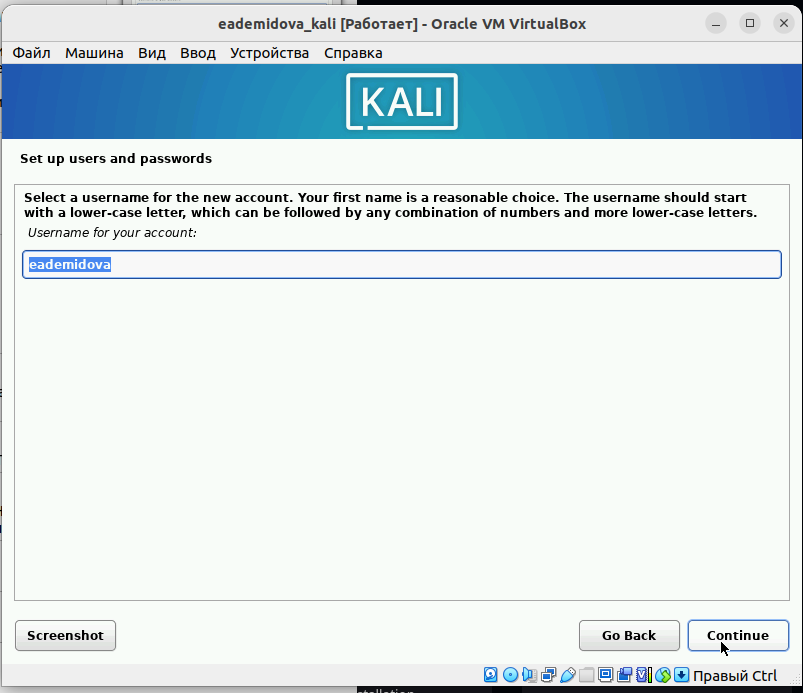 eademidova_kali [Работает] - Oracle VM VirtualBox
Файл Машина Вид Ввод Устройства Справка
KALI
Set up users and passwords
Select a username for the new account. Your first name is a reasonable choice. The username should start
with a lower-case letter, which can be followed by any combination of numbers and more lower-case letters.
Username for your account:
eademidova
Screenshot Go Back Continue
Правый Ctrl